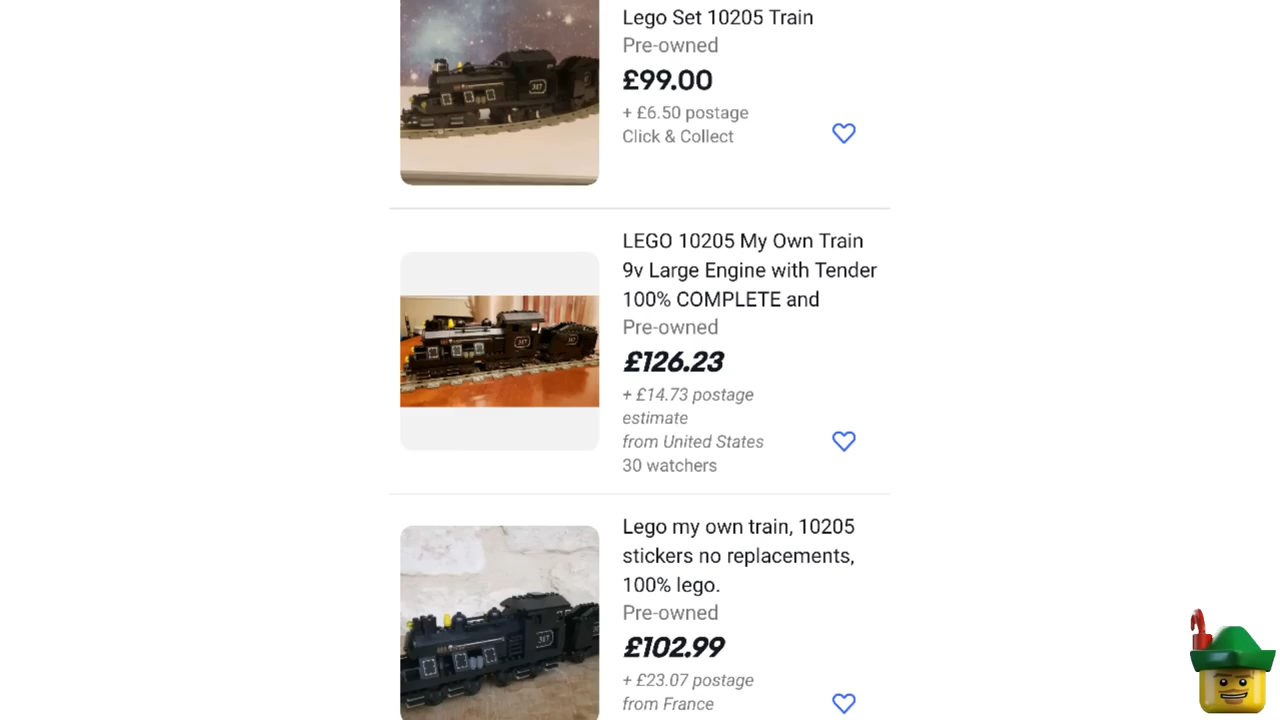 Lego Set 10205 Train
Pre-owned
£99.00
+ £6.50 postage
Click & Collect
LEGO 10205 My Own Train
9v Large Engine with Tender
100% COMPLETE and
Pre-owned
£126.23
+ £14.73 postage
estimate
from United States
30 watchers
Lego my own train, 10205
stickers no replacements,
100% lego.
Pre-owned
£102.99
+ £23.07 postage
from France